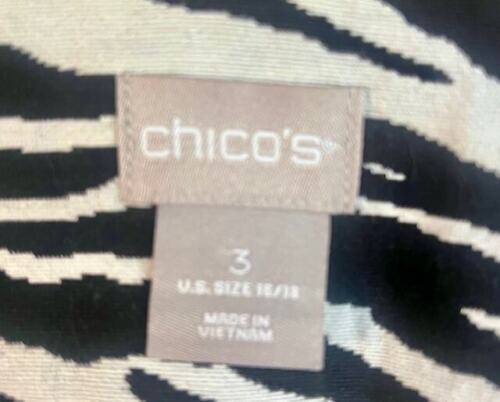 chico's
3
U.S. SIZE 16/18
MADE IN
VIETNAM